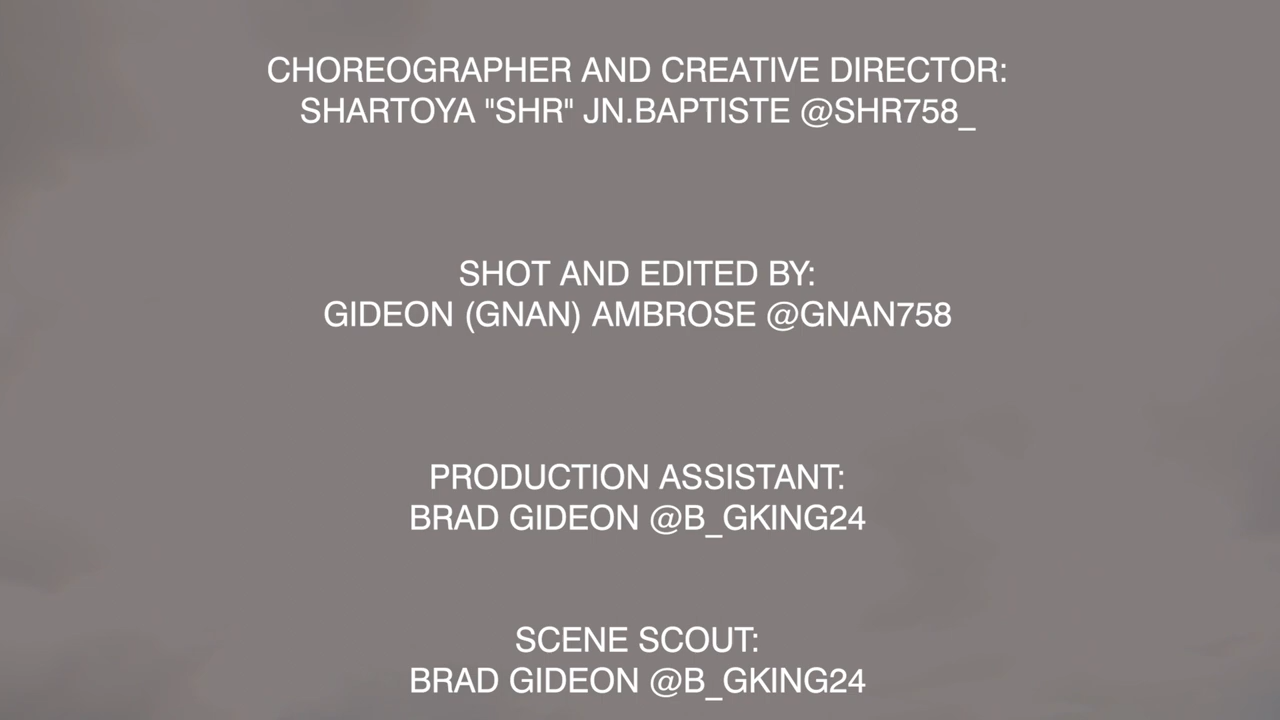 CHOREOGRAPHER AND CREATIVE DIRECTOR:
SHARTOYA "SHR" JN.BAPTISTE @SHR758_
SHOT AND EDITED BY:
GIDEON (GNAN) AMBROSE @GNAN758
PRODUCTION ASSISTANT:
BRAD GIDEON @B_GKING24
SCENE SCOUT:
BRAD GIDEON @B_GKING24